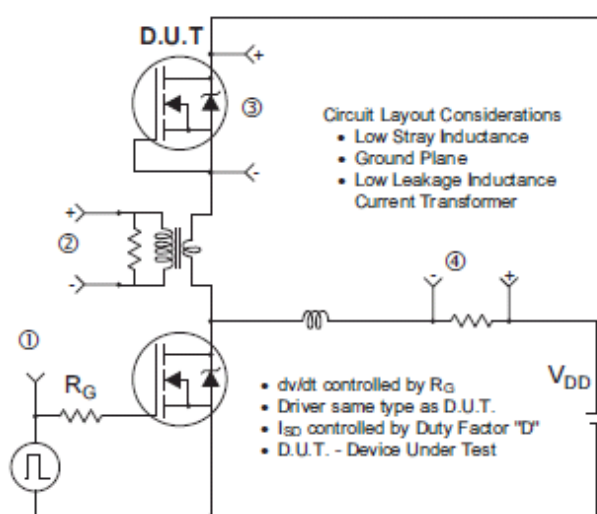 D.U.T
+
③
-
Circuit Layout Considerations
• Low Stray Inductance
• Ground Plane
• Low Leakage Inductance
Current Transformer
+
②
-
④
- +
①
RG
VDD
• dv/dt controlled by RG
• Driver same type as D.U.T.
• ISD controlled by Duty Factor "D"
• D.U.T. - Device Under Test